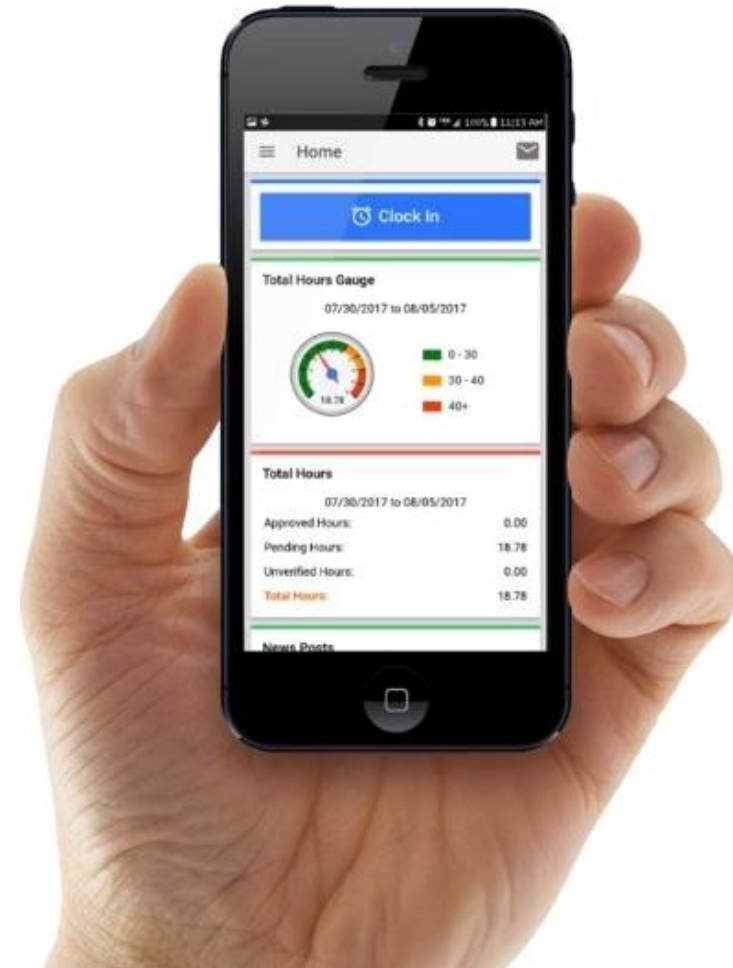 100% 11:13 AM
Home
Clock In
Total Hours Gauge
07/30/2017 to 08/05/2017
18.78
0 - 30
30 - 40
40+
Total Hours
07/30/2017 to 08/05/2017
Approved Hours: 0.00
Pending Hours: 18.78
Unverified Hours: 0.00
Total Hours: 18.78
News Posts